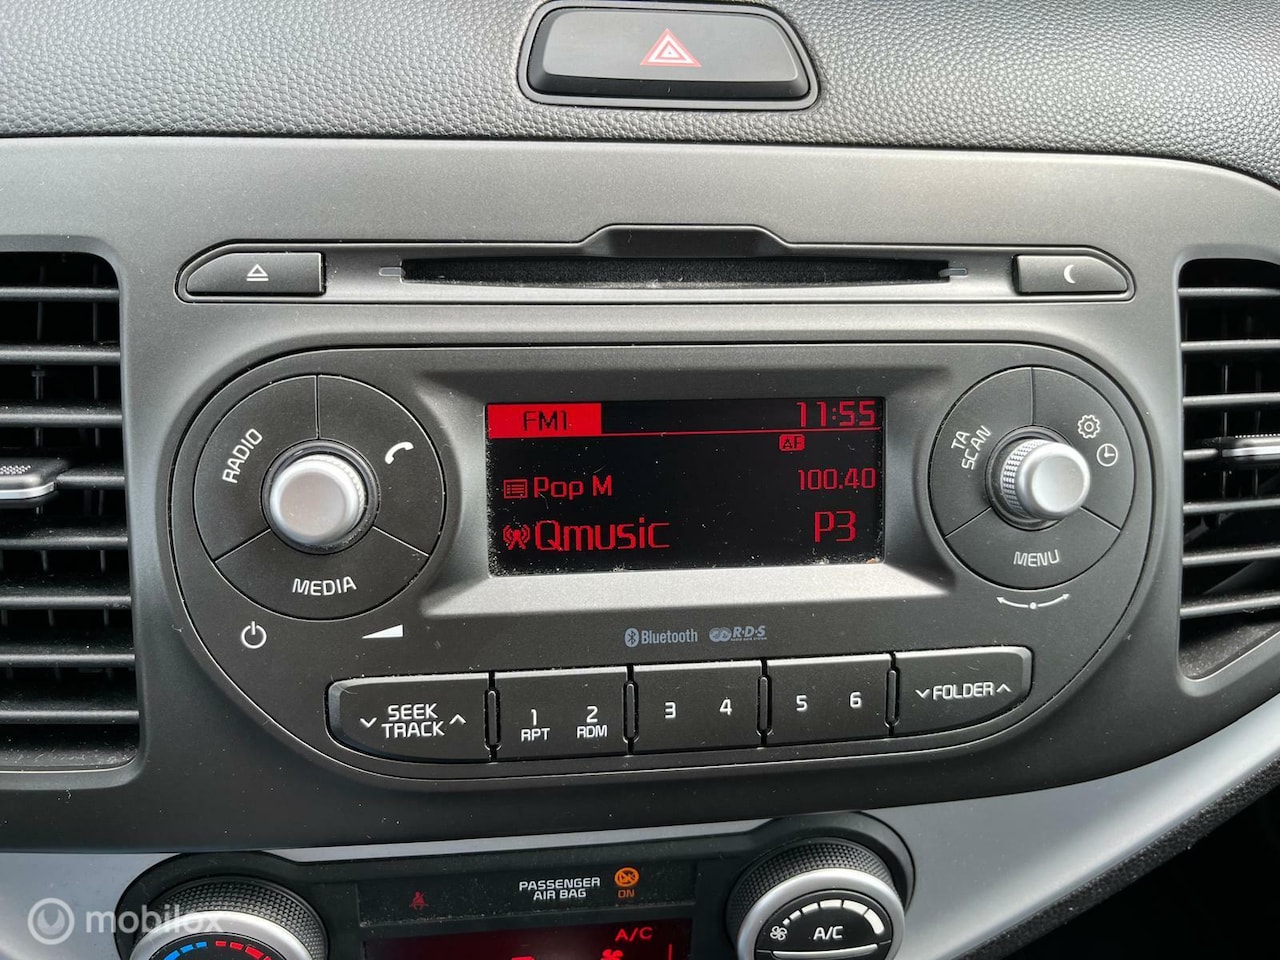 FM1 11:55
AF
Pop M 100.40
Qmusic P3
RADIO
MEDIA
TA
SCAN
MENU
Bluetooth R·D·S
SEEK
TRACK
1 2 3 4 5 6
RPT RDM
FOLDER
PASSENGER
AIR BAG ON
A/C
A/C
mobilox